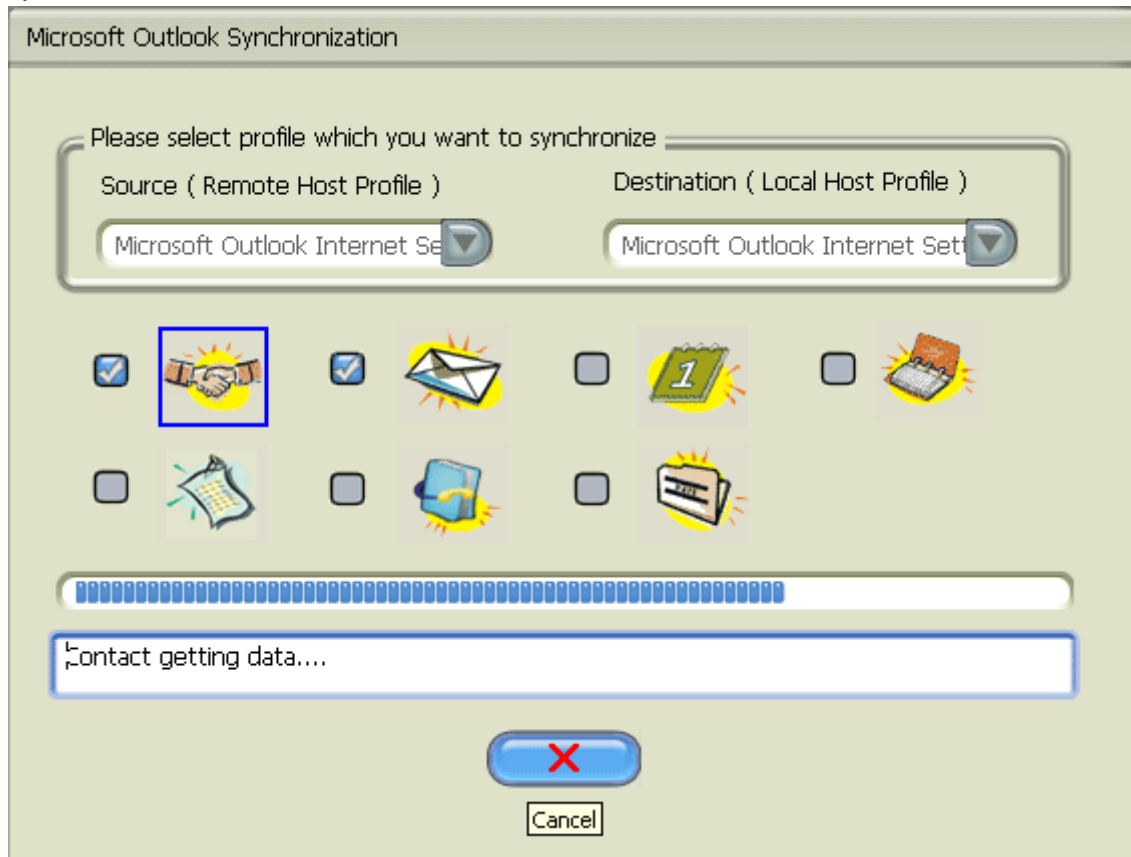 Microsoft Outlook Synchronization
Please select profile which you want to synchronize
Source ( Remote Host Profile )
Destination ( Local Host Profile )
Microsoft Outlook Internet Se
Microsoft Outlook Internet Sett
1
Contact getting data....
Cancel